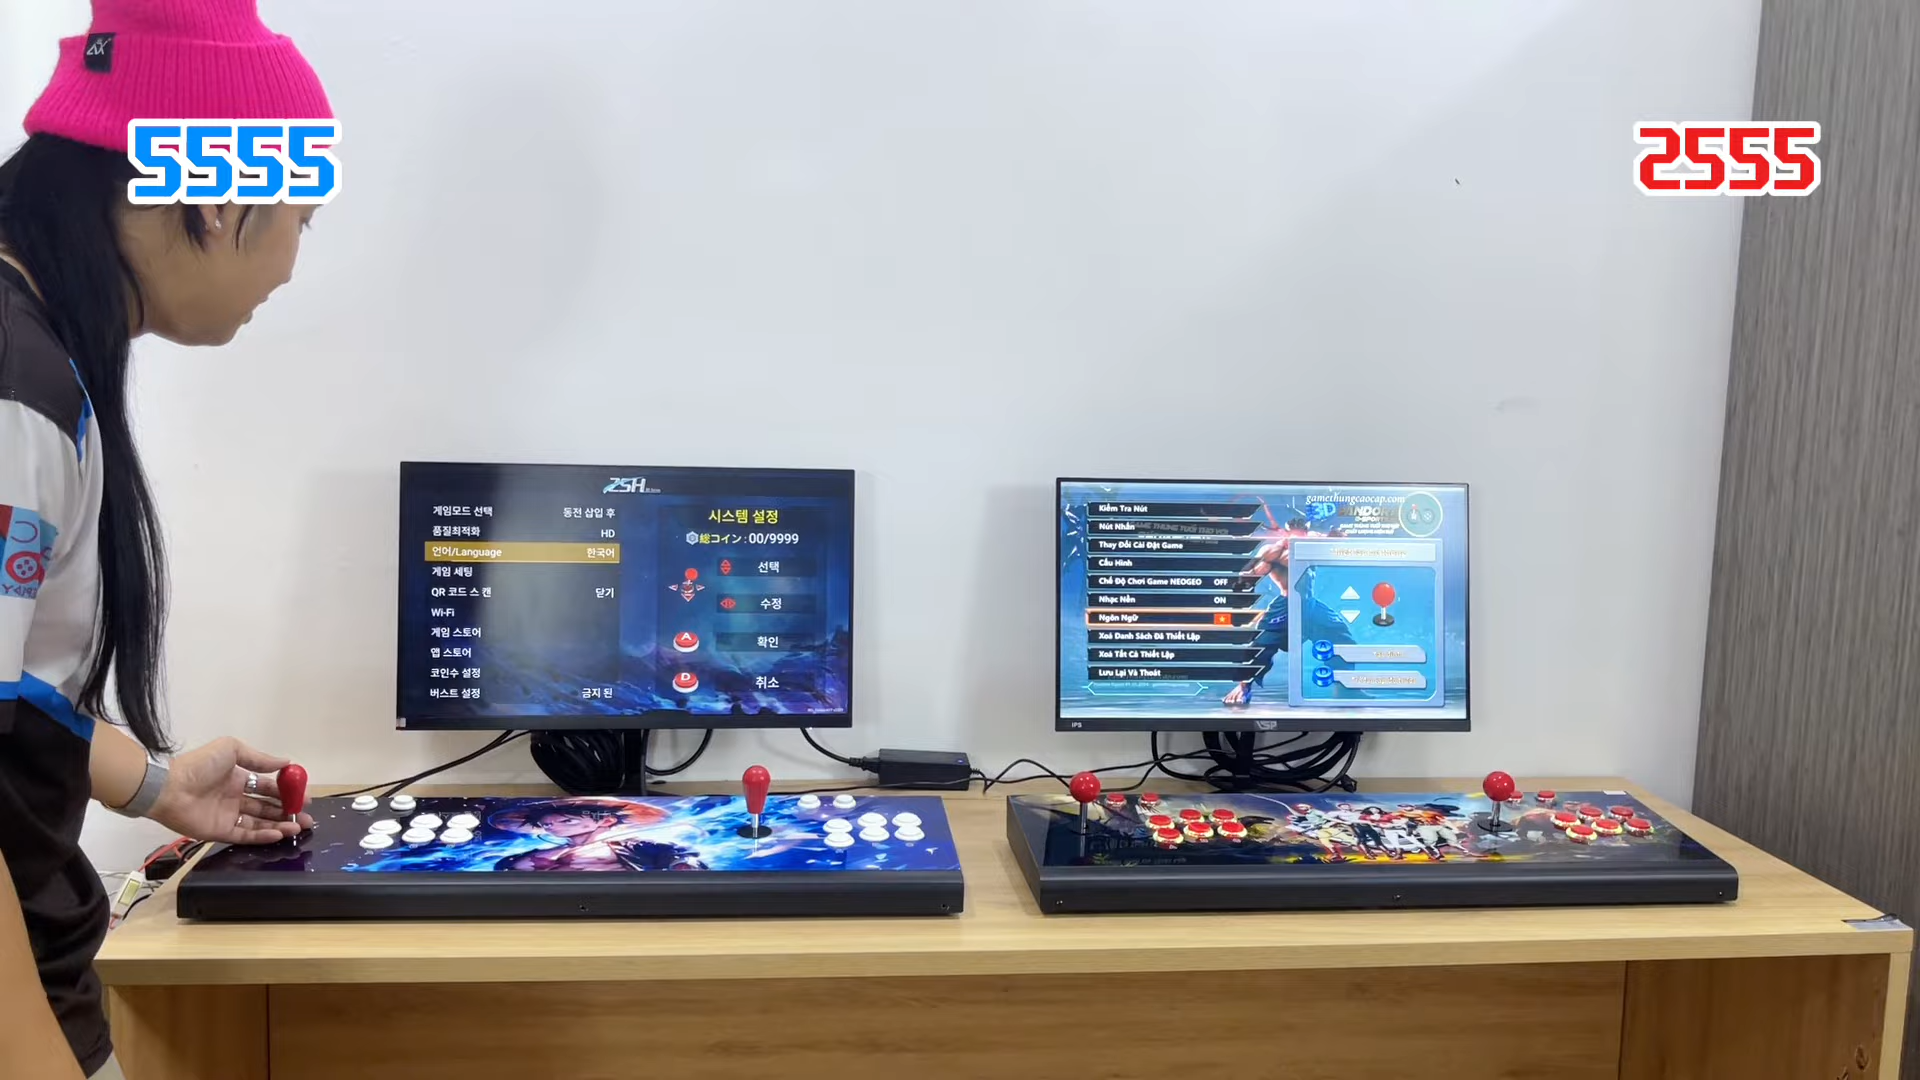 5555
2555
ZSH
게임모드 선택 동전 삽입 후
품질최적화 HD
언어/Language 한국어
게임 세팅
QR 코드 스 캔 닫기
Wi-Fi
게임 스토어
앱 스토어
코인수 설정
버스트 설정 금지 된
시스템 설정
総コイン : 00/9999
선택
수정
A 확인
D 취소
gamethungcaocap.com
3D WANDORA
Kiểm Tra Nút
Nút Nhấn
Thay Đổi Cài Đặt Game
Cấu Hình
Chế Độ Chơi Game NEOGEO OFF
Nhạc Nền ON
Ngôn Ngữ
Xoá Danh Sách Đã Thiết Lập
Xoá Tất Cả Thiết Lập
Lưu Lại Và Thoát
IPS
VSP